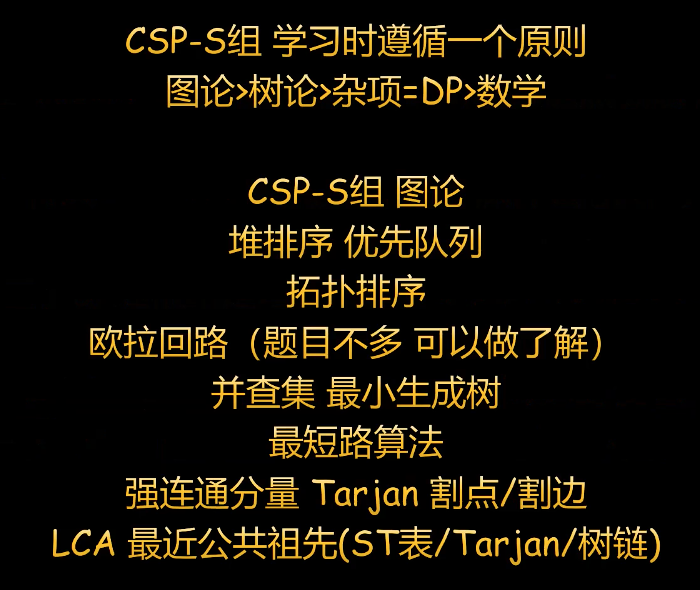 CSP-S组 学习时遵循一个原则
图论>树论>杂项=DP>数学
CSP-S组 图论
堆排序 优先队列
拓扑排序
欧拉回路（题目不多 可以做了解）
并查集 最小生成树
最短路算法
强连通分量 Tarjan 割点/割边
LCA 最近公共祖先(ST表/Tarjan/树链)